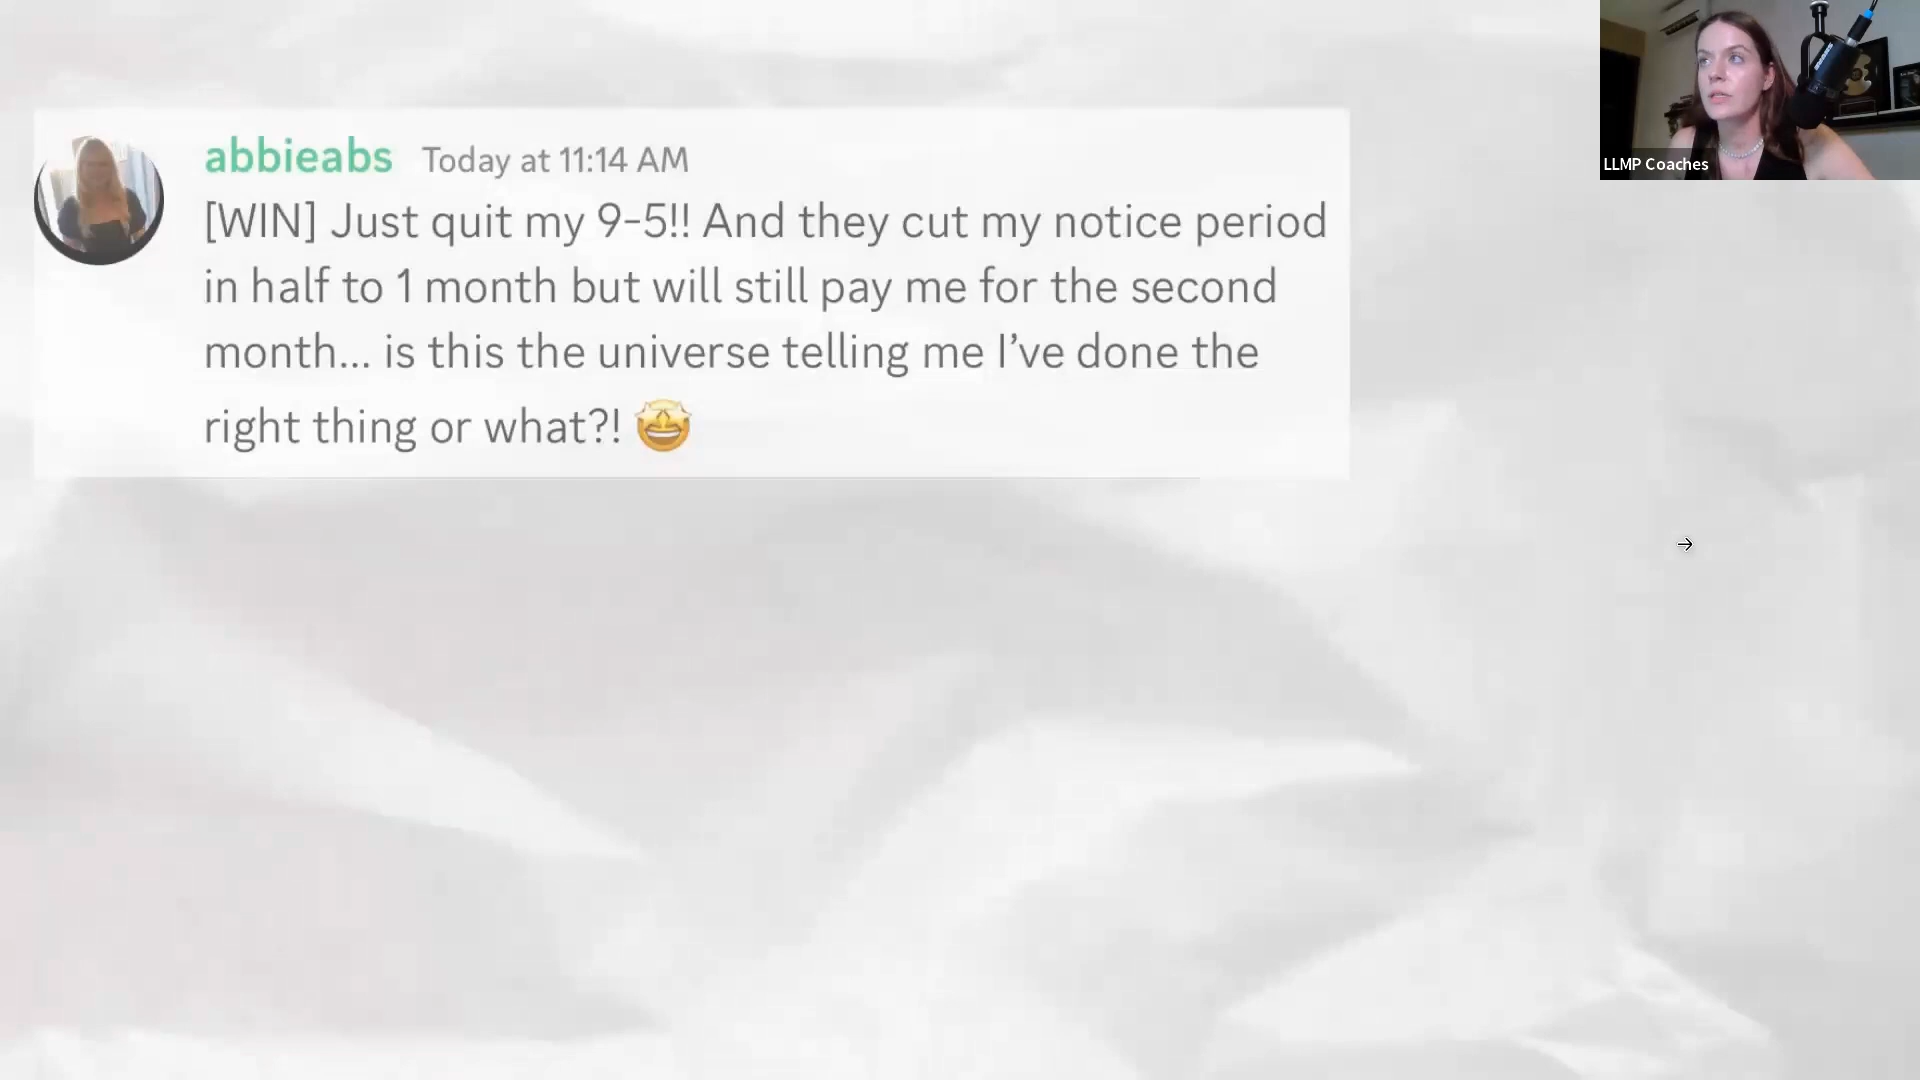 abbieabs Today at 11:14 AM
[WIN] Just quit my 9-5!! And they cut my notice period
in half to 1 month but will still pay me for the second
month... is this the universe telling me I’ve done the
right thing or what?! 🤩
LLMP Coaches